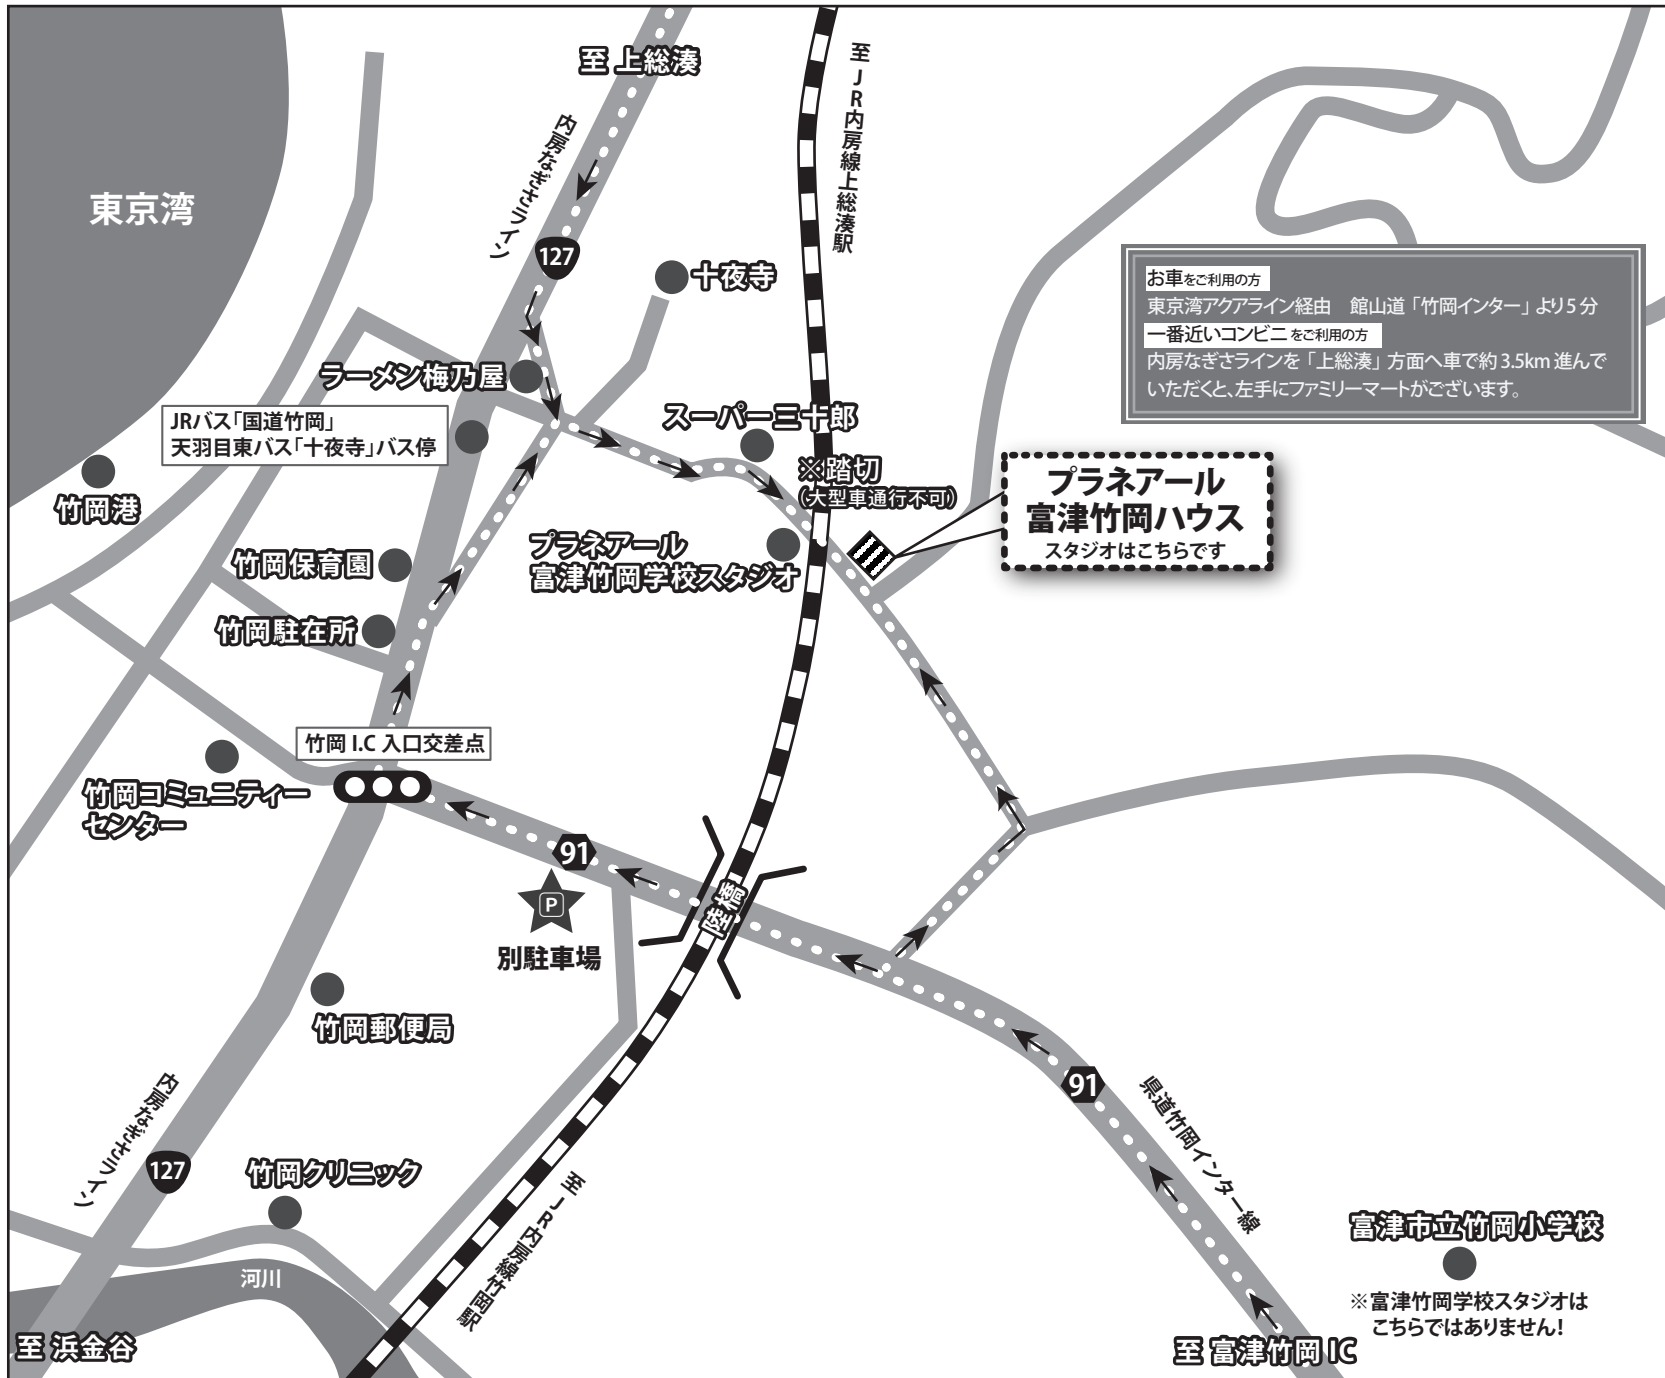 至 上総湊
至 JR内房線上総湊駅
内房なぎさライン
東京湾
127
十夜寺
お車をご利用の方
東京湾アクアライン経由 館山道「竹岡インター」より5分
一番近いコンビニをご利用の方
内房なぎさラインを「上総湊」方面へ車で約3.5km進んで
いただくと、左手にファミリーマートがございます。
ラーメン梅乃屋
JRバス「国道竹岡」
天羽日東バス「十夜寺」バス停
スーパー三十郎
※踏切
(大型車通行不可)
プラネアール
富津竹岡ハウス
スタジオはこちらです
竹岡港
竹岡保育園
プラネアール
富津竹岡学校スタジオ
竹岡駐在所
竹岡 I.C 入口交差点
竹岡コミュニティー
センター
91
P
別駐車場
陸橋
竹岡郵便局
91
県道竹岡インター線
内房なぎさライン
127
竹岡クリニック
至 JR内房線竹岡駅
河川
至 浜金谷
富津市立竹岡小学校
※富津竹岡学校スタジオは
こちらではありません!
至 富津竹岡 IC